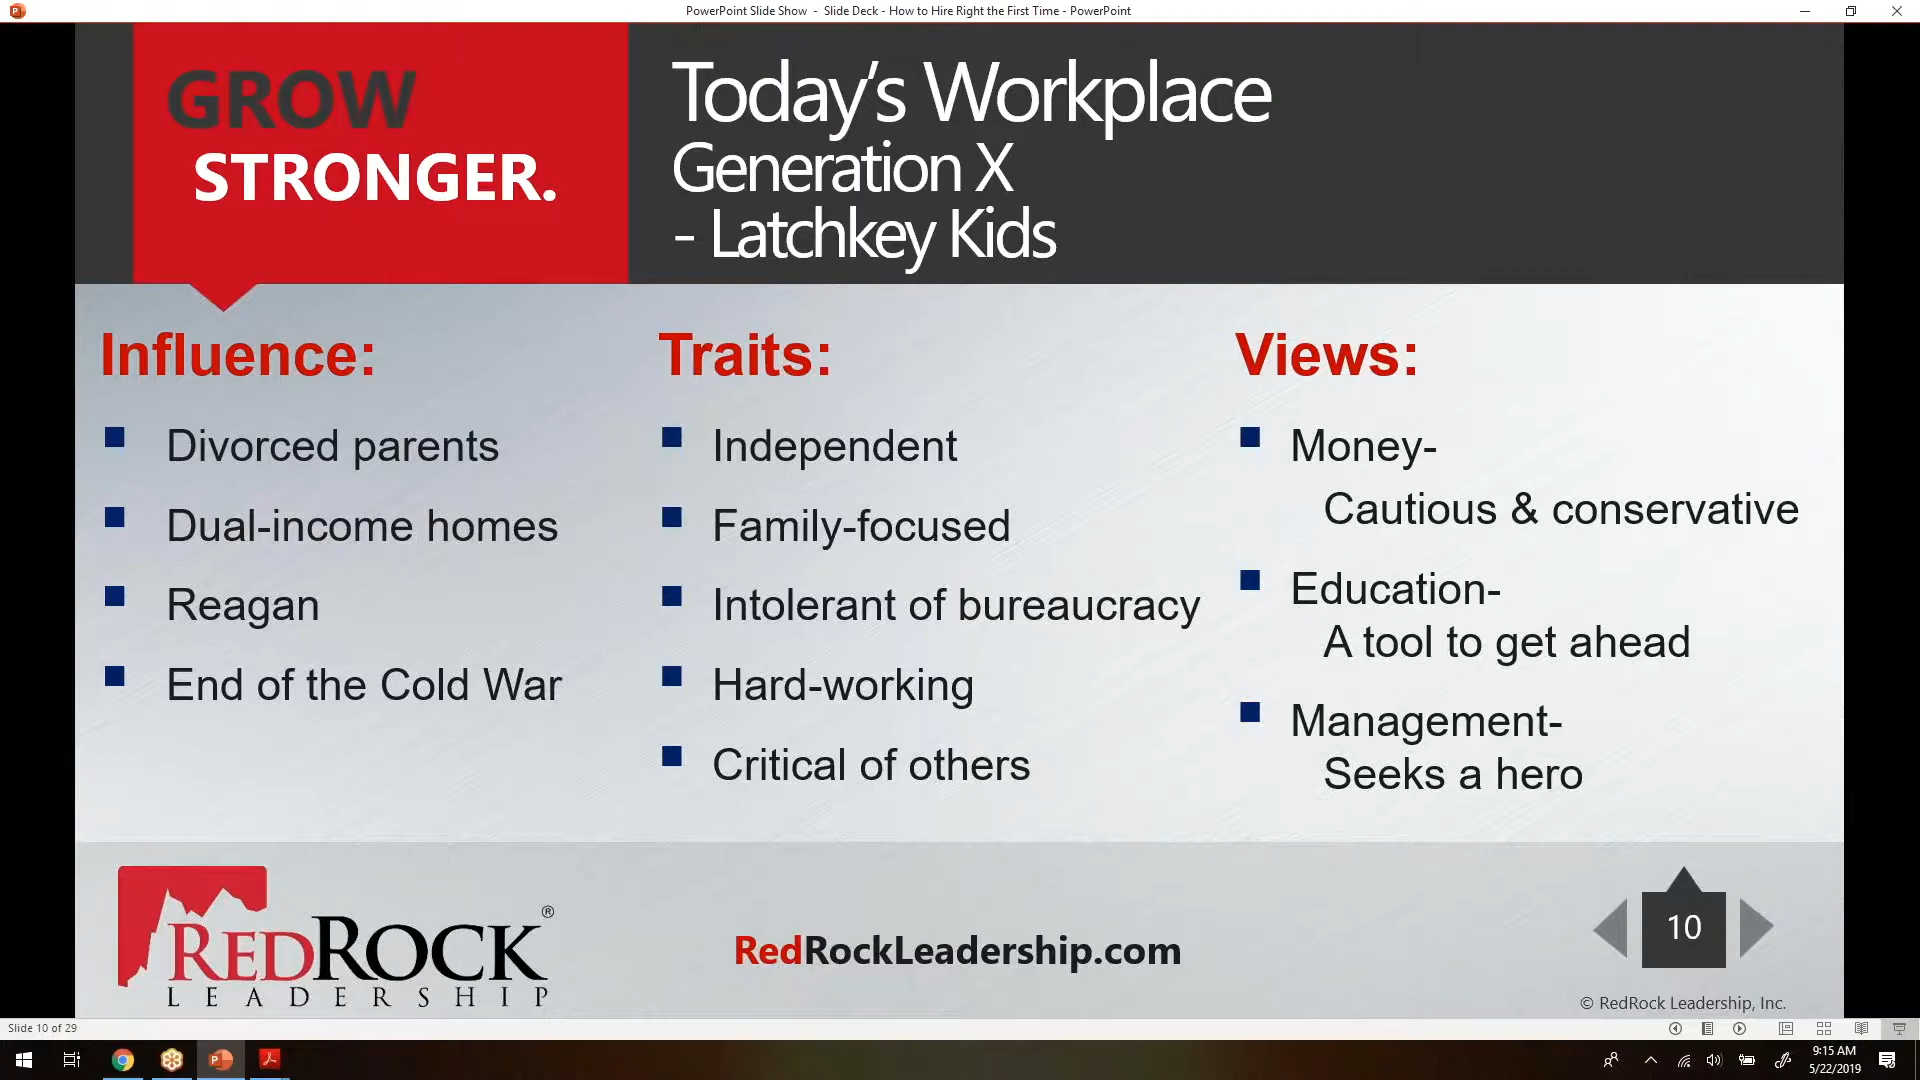 PowerPoint Slide Show - Slide Deck - How to Hire Right the First Time - PowerPoint
GROW
STRONGER.
Today's Workplace
Generation X
- Latchkey Kids
Influence:
Divorced parents
Dual-income homes
Reagan
End of the Cold War
Traits:
Independent
Family-focused
Intolerant of bureaucracy
Hard-working
Critical of others
Views:
Money-
Cautious & conservative
Education-
A tool to get ahead
Management-
Seeks a hero
REDROCK®
LEADERSHIP
RedRockLeadership.com
10
© RedRock Leadership, Inc.
Slide 10 of 29
9:15 AM
5/22/2019